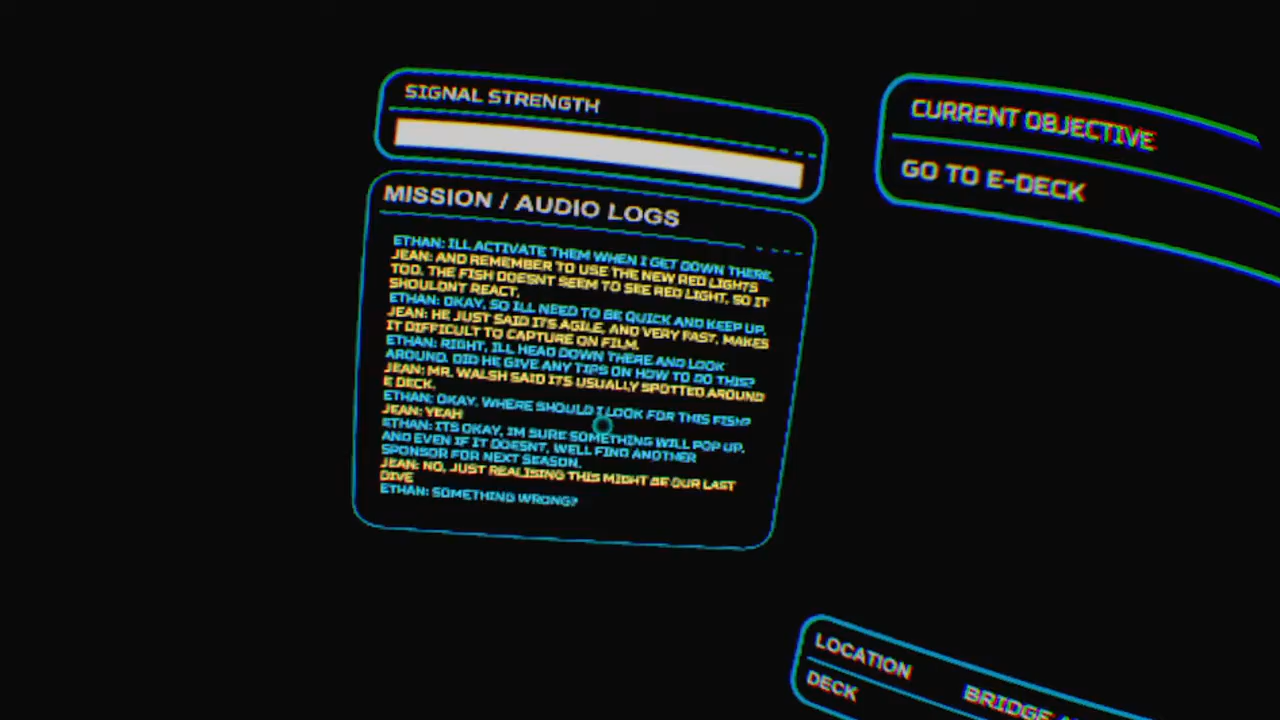 SIGNAL STRENGTH
CURRENT OBJECTIVE
GO TO E-DECK
MISSION / AUDIO LOGS
ETHAN: ILL ACTIVATE THEM WHEN I GET DOWN THERE.
JEAN: AND REMEMBER TO USE THE NEW RED LIGHTS
TOO. THE FISH DOESNT SEEM TO SEE RED LIGHT, SO IT
SHOULDNT REACT.
ETHAN: OKAY, SO ILL NEED TO BE QUICK AND KEEP UP.
JEAN: HE JUST SAID ITS AGILE, AND VERY FAST, MAKES
IT DIFFICULT TO CAPTURE ON FILM.
ETHAN: RIGHT, ILL HEAD DOWN THERE AND LOOK
AROUND. DID HE GIVE ANY TIPS ON HOW TO DO THIS?
JEAN: MR. WALSH SAID ITS USUALLY SPOTTED AROUND
E DECK.
ETHAN: OKAY, WHERE SHOULD I LOOK FOR THIS FISH?
JEAN: YEAH
ETHAN: ITS OKAY, IM SURE SOMETHING WILL POP UP,
AND EVEN IF IT DOESNT, WELL FIND ANOTHER
SPONSOR FOR NEXT SEASON.
JEAN: NO, JUST REALISING THIS MIGHT BE OUR LAST
DIVE
ETHAN: SOMETHING WRONG?
LOCATION
BRIDGE
DECK